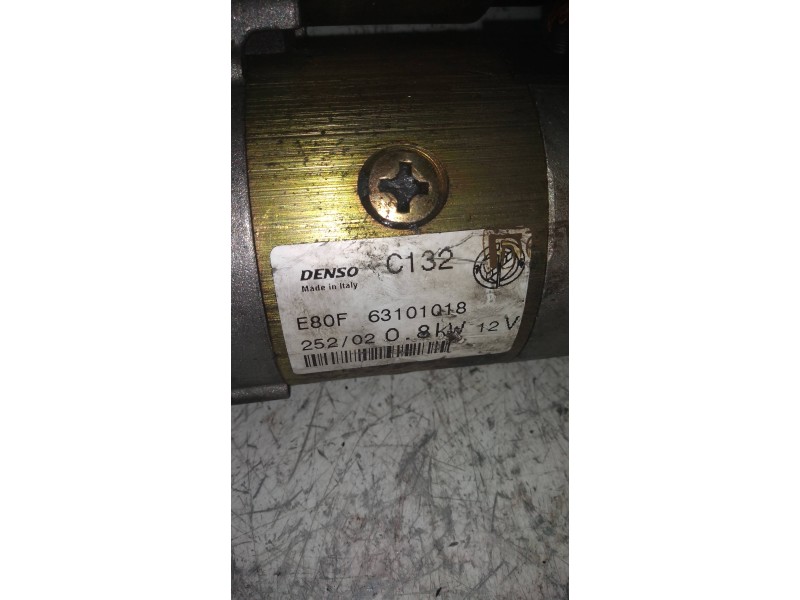 DENSO C132
Made in Italy
E80F 63101018
252/02 0.8kW 12V